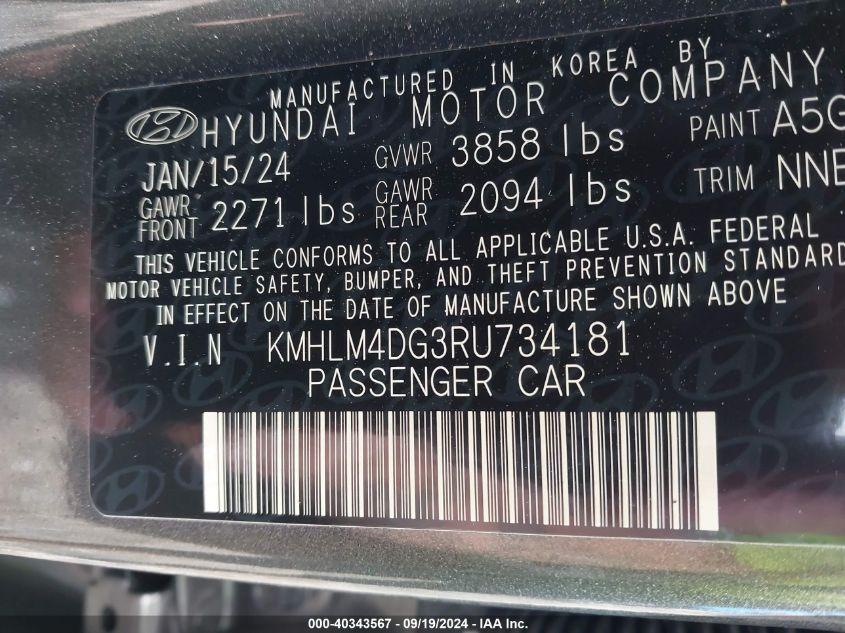 MANUFACTURED IN KOREA BY
HYUNDAI MOTOR COMPANY
JAN/15/24 GVWR 3858 lbs PAINT A5G
GAWR FRONT 2271 lbs GAWR REAR 2094 lbs TRIM NNE
THIS VEHICLE CONFORMS TO ALL APPLICABLE U.S.A. FEDERAL
MOTOR VEHICLE SAFETY, BUMPER, AND THEFT PREVENTION STANDARD
IN EFFECT ON THE DATE OF MANUFACTURE SHOWN ABOVE
V.I.N KMHLM4DG3RU734181
PASSENGER CAR
000-40343567 - 09/19/2024 - IAA Inc.